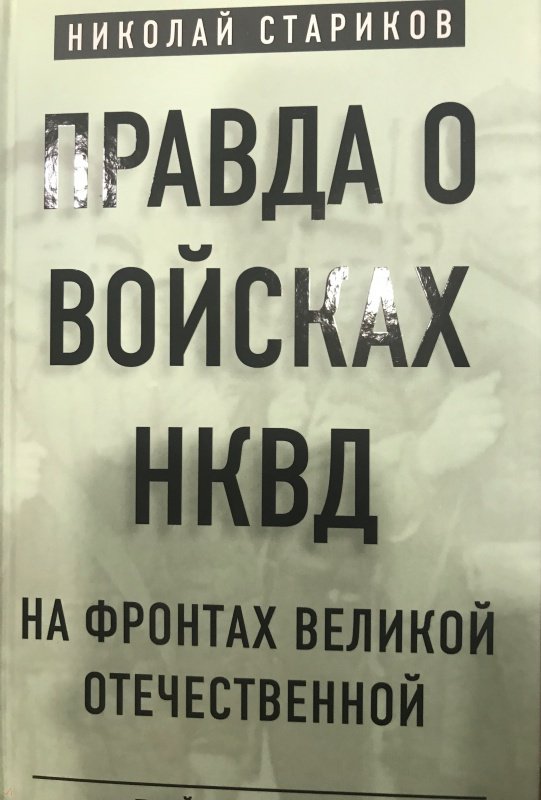 НИКОЛАЙ СТАРИКОВ
ПРАВДА О
ВОЙСКАХ
НКВД
НА ФРОНТАХ ВЕЛИКОЙ
ОТЕЧЕСТВЕННОЙ